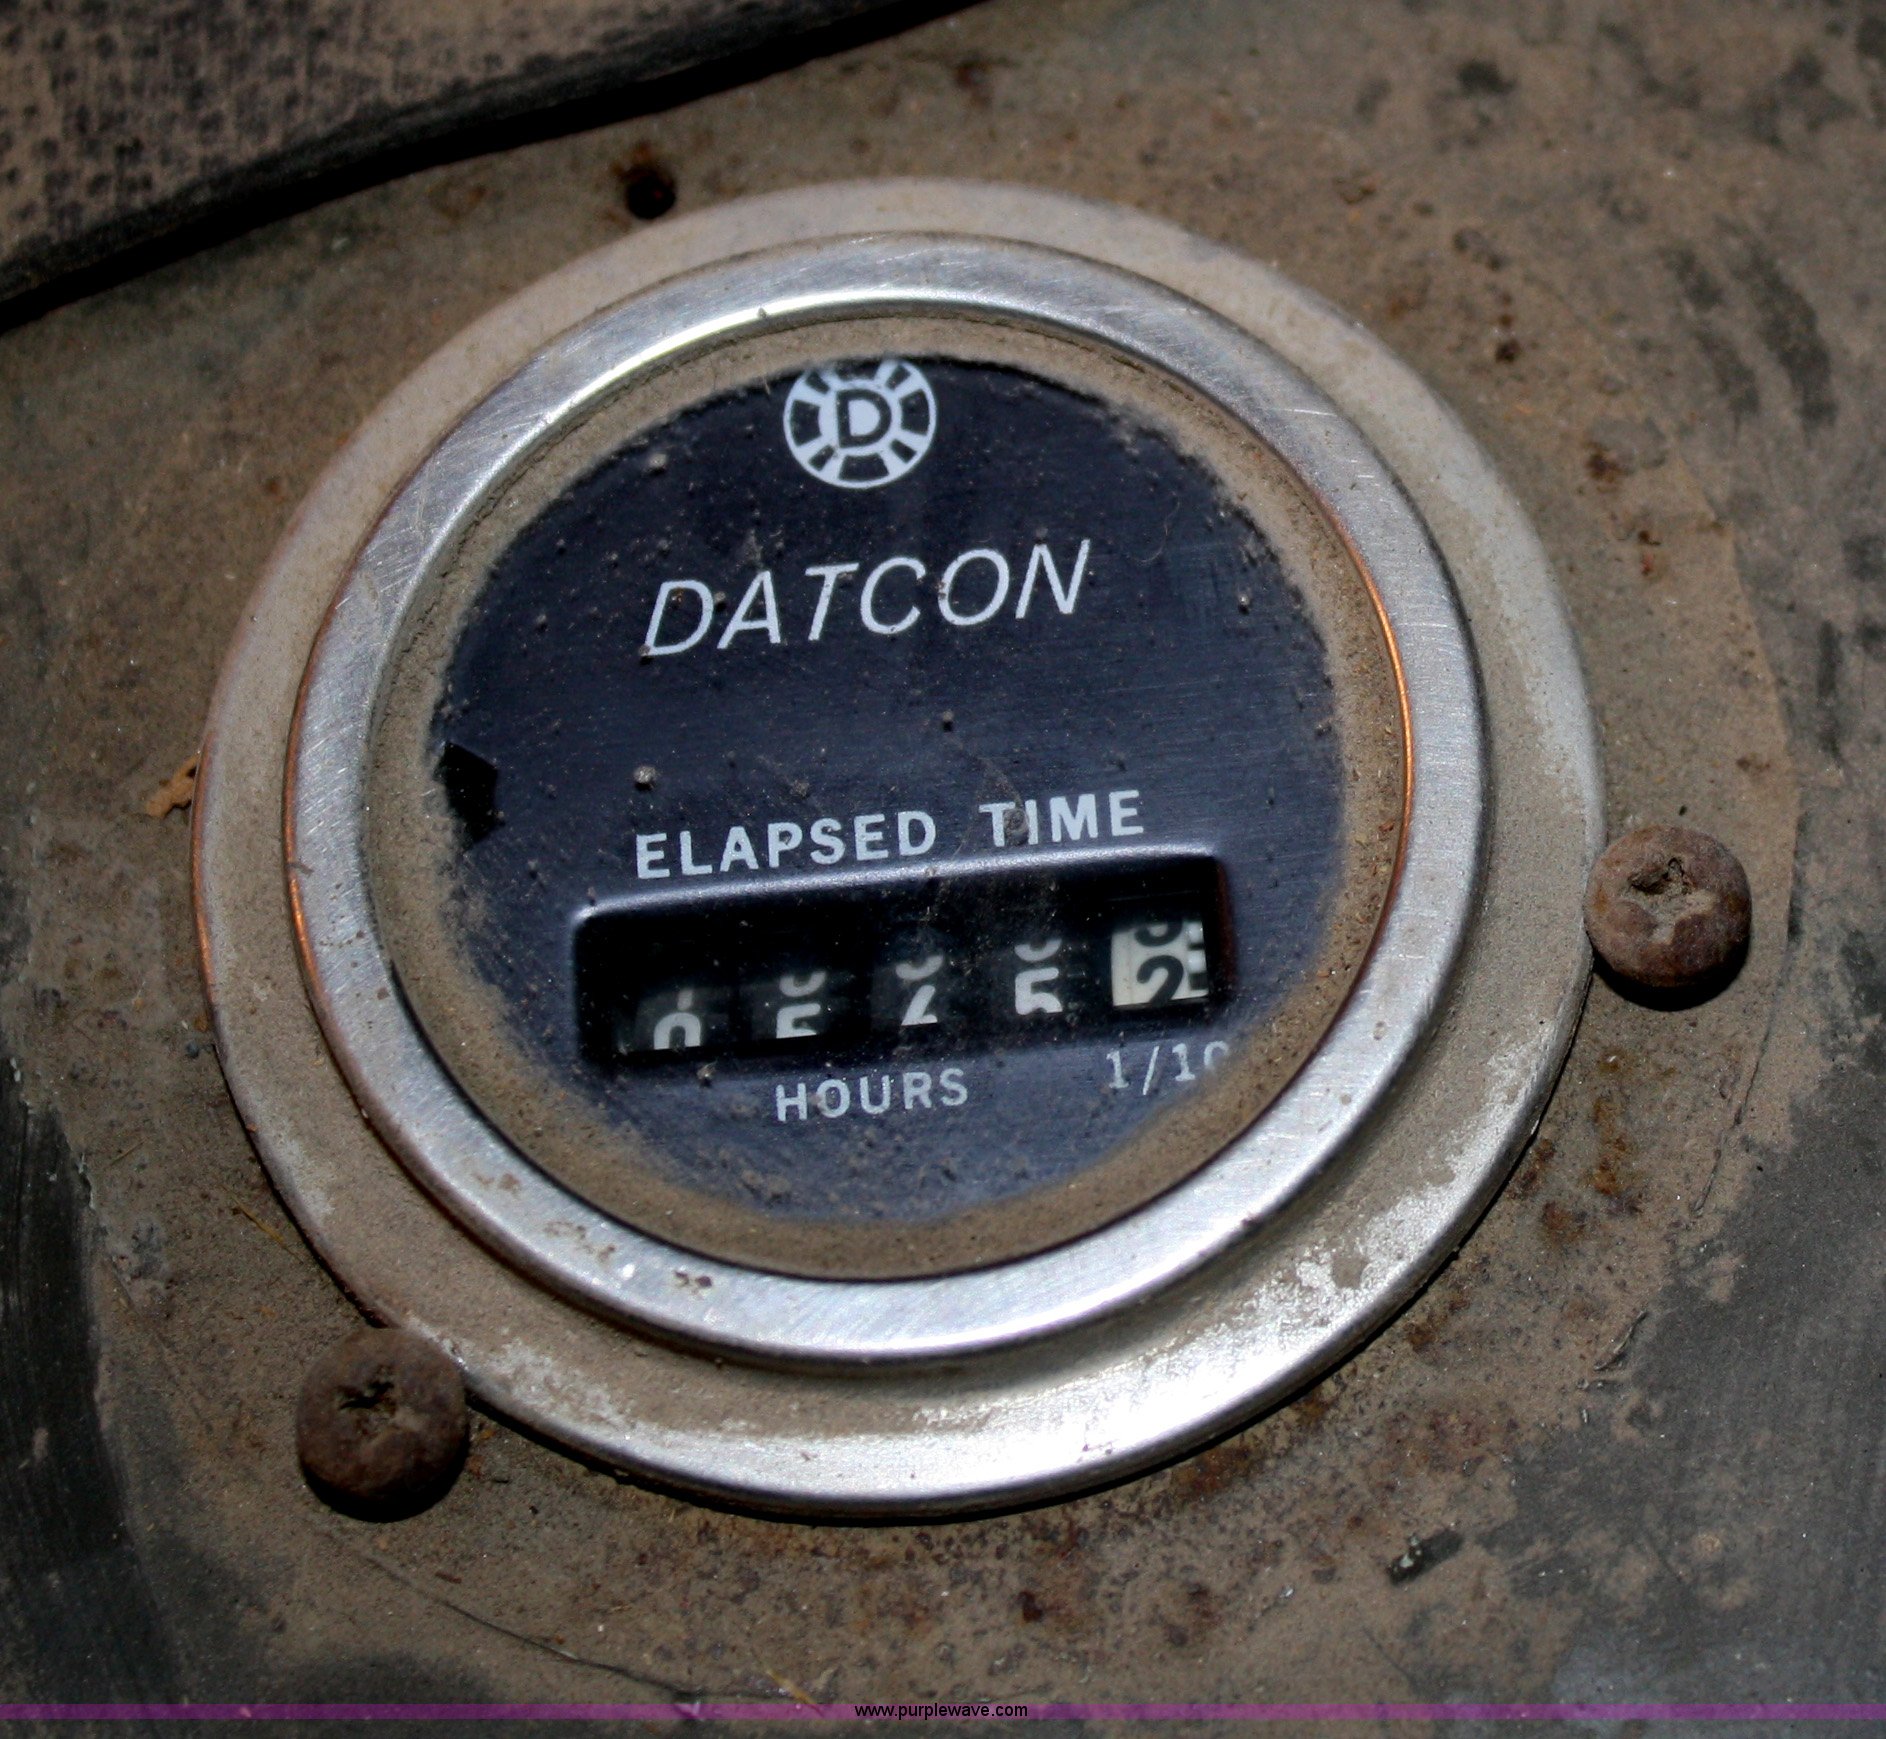 D
DATCON
ELAPSED TIME
HOURS 1/10
www.purplewave.com